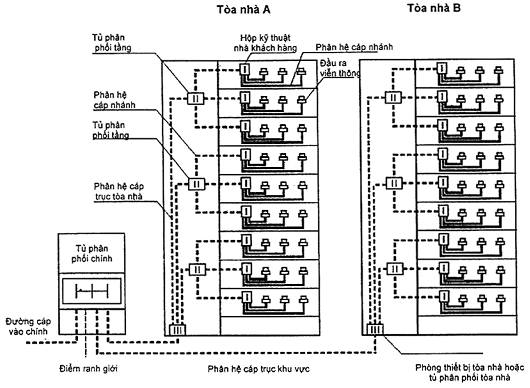 Tòa nhà A
Tòa nhà B
Tủ phân
phối tầng
Hộp kỹ thuật
nhà khách hàng
Phân hệ cáp nhánh
Đầu ra
viễn thông
Phân hệ
cáp nhánh
Tủ phân
phối tầng
Phân hệ cáp
trục tòa nhà
Tủ phân
phối chính
Đường cáp
vào chính
Điểm ranh giới
Phân hệ cáp trục khu vực
Phòng thiết bị tòa nhà hoặc
tủ phân phối tòa nhà